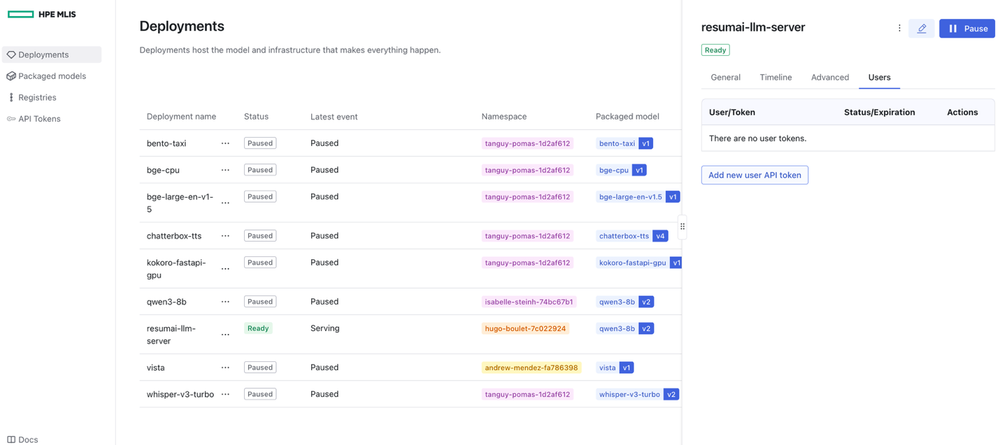 HPE MLIS
Deployments
Packaged models
Registries
API Tokens
Docs
Deployments
Deployments host the model and infrastructure that makes everything happen.
Deployment name Status Latest event Namespace Packaged model
bento-taxi ... Paused Paused tanguy-pomas-1d2af612 bento-taxi v1
bge-cpu ... Paused Paused tanguy-pomas-1d2af612 bge-cpu v1
bge-large-en-v1-
5 ... Paused Paused tanguy-pomas-1d2af612 bge-large-en-v1.5 v1
chatterbox-tts ... Paused Paused tanguy-pomas-1d2af612 chatterbox-tts v4
kokoro-fastapi-
gpu ... Paused Paused tanguy-pomas-1d2af612 kokoro-fastapi-gpu v1
qwen3-8b ... Paused Paused isabelle-steinh-74bc67b1 qwen3-8b v2
resumai-llm-
server ... Ready Serving hugo-boulet-7c022924 qwen3-8b v2
vista ... Paused Paused andrew-mendez-fa786398 vista v1
whisper-v3-turbo ... Paused Paused tanguy-pomas-1d2af612 whisper-v3-turbo v2
resumai-llm-server
Pause
Ready
General Timeline Advanced Users
User/Token Status/Expiration Actions
There are no user tokens.
Add new user API token